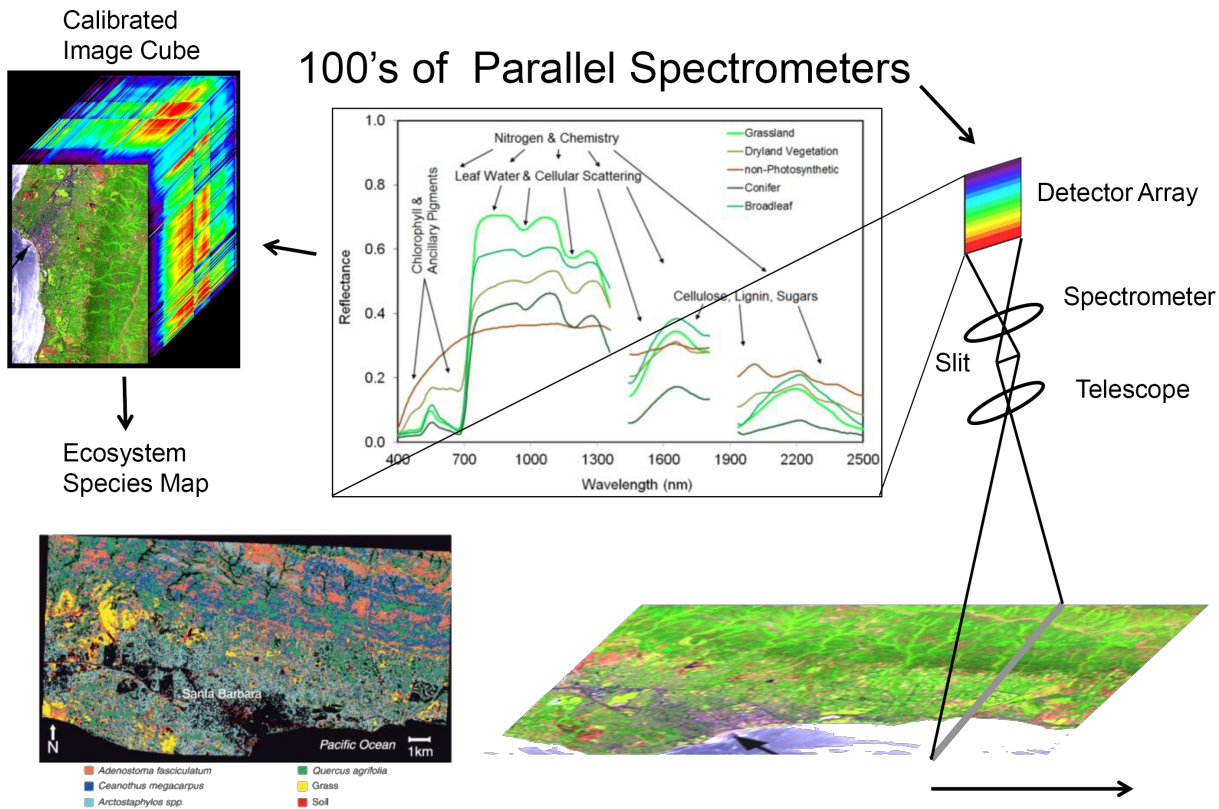 Calibrated
Image Cube
100's of Parallel Spectrometers
Detector Array
Spectrometer
Slit
Telescope
1.0
0.8
0.6
0.4
0.2
0.0
Reflectance
400
700
1000
1300
1600
1900
2200
2500
Wavelength (nm)
Nitrogen & Chemistry
Leaf Water & Cellular Scattering
Chlorophyll &
Ancillary Pigments
Cellulose, Lignin, Sugars
Grassland
Dryland Vegetation
non-Photosynthetic
Conifer
Broadleaf
Ecosystem
Species Map
Santa Barbara
N
Pacific Ocean
1km
Adenostoma fasciculatum
Ceanothus megacarpus
Arctostaphylos spp.
Quercus agrifolia
Grass
Soil